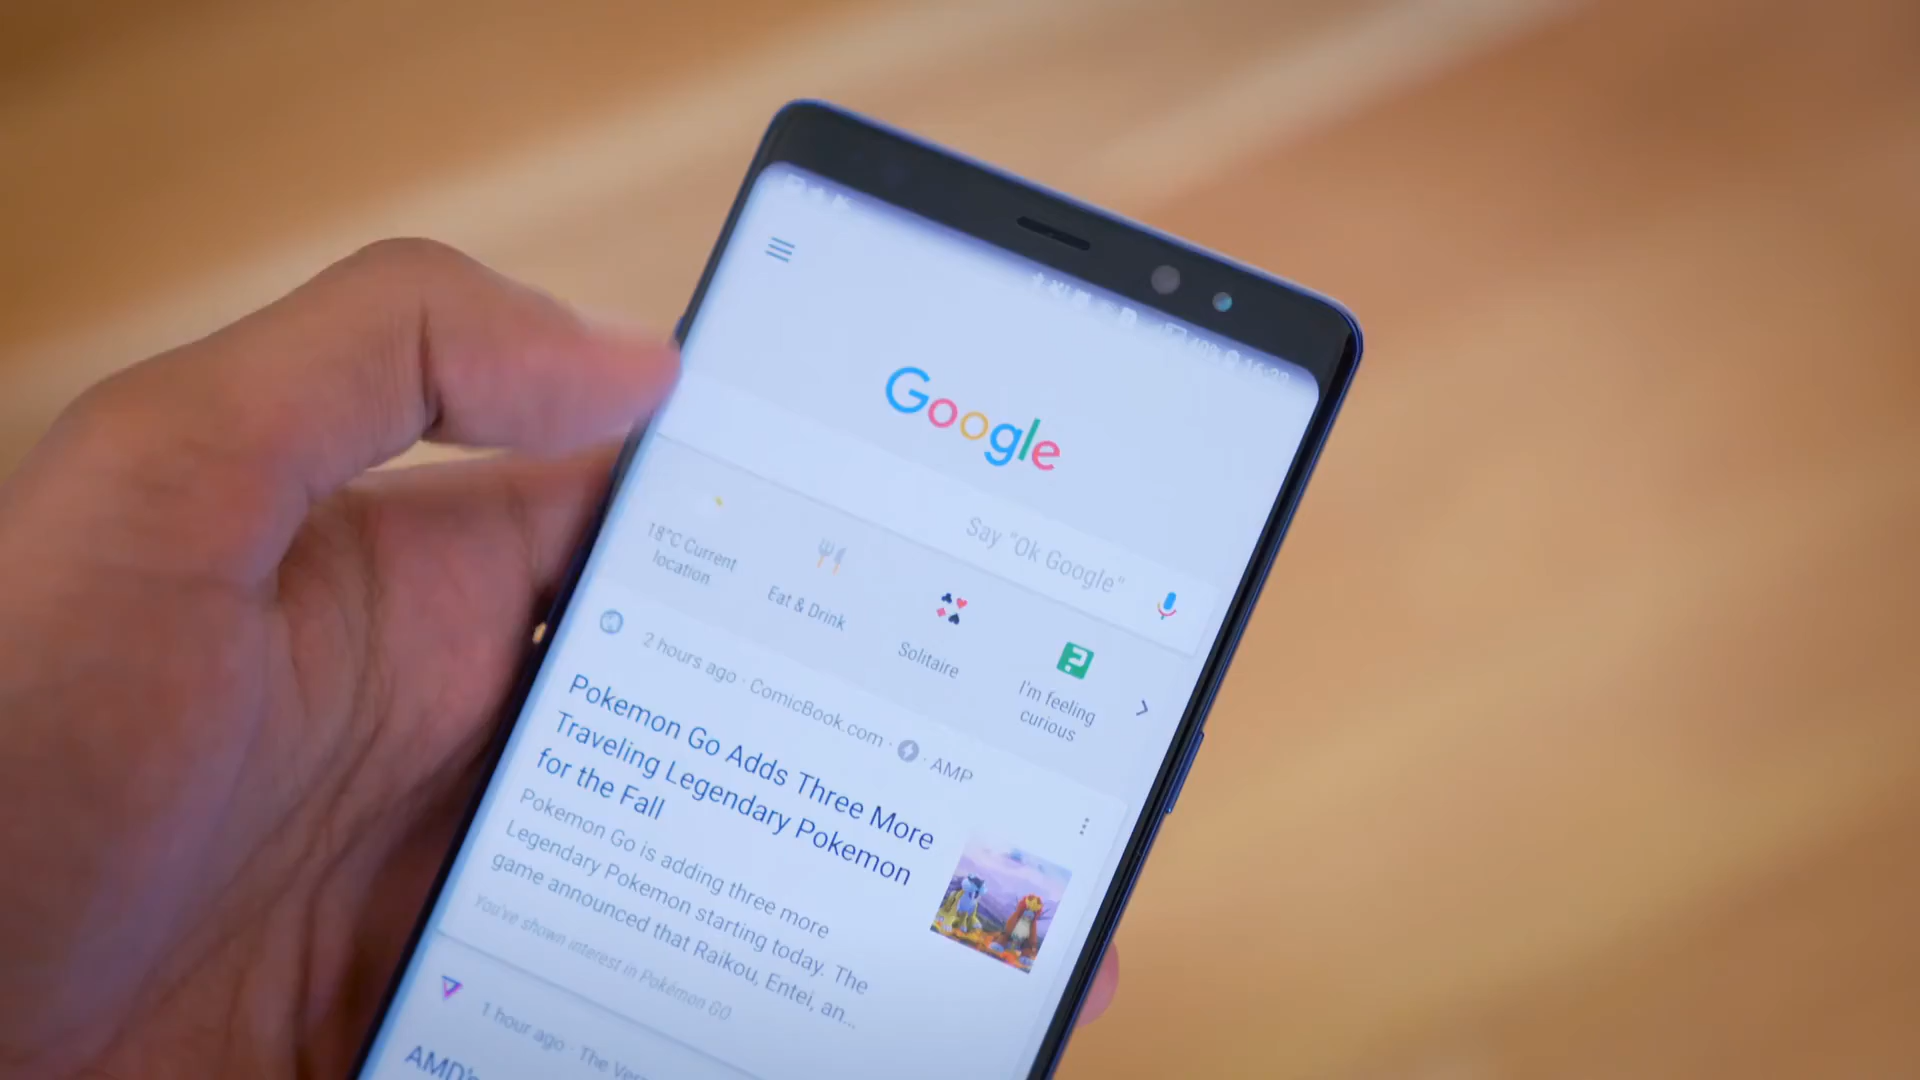 16:32
Google
Say "Ok Google"
18°C Current
location
Eat & Drink
Solitaire
I'm feeling
curious
2 hours ago · ComicBook.com · AMP
Pokemon Go Adds Three More
Traveling Legendary Pokemon
for the Fall
Pokemon Go is adding three more
Legendary Pokemon starting today. The
game announced that Raikou, Entei, an...
You've shown interest in Pokémon GO
1 hour ago · The
AMD's